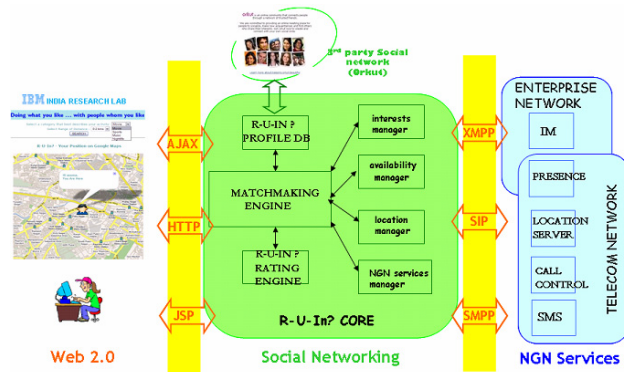 orkut
3rd party Social
network
(Orkut)
IBM INDIA RESEARCH LAB
Doing what you like ... with people whom you like
ENTERPRISE
NETWORK
IM
R-U-IN ?
PROFILE DB
interests
manager
AJAX
XMPP
availability
manager
PRESENCE
MATCHMAKING
ENGINE
HTTP
location
manager
SIP
LOCATION
SERVER
TELECOM NETWORK
R-U-IN ?
RATING
ENGINE
NGN services
manager
CALL
CONTROL
JSP
R-U-In? CORE
SMPP
SMS
Web 2.0
Social Networking
NGN Services